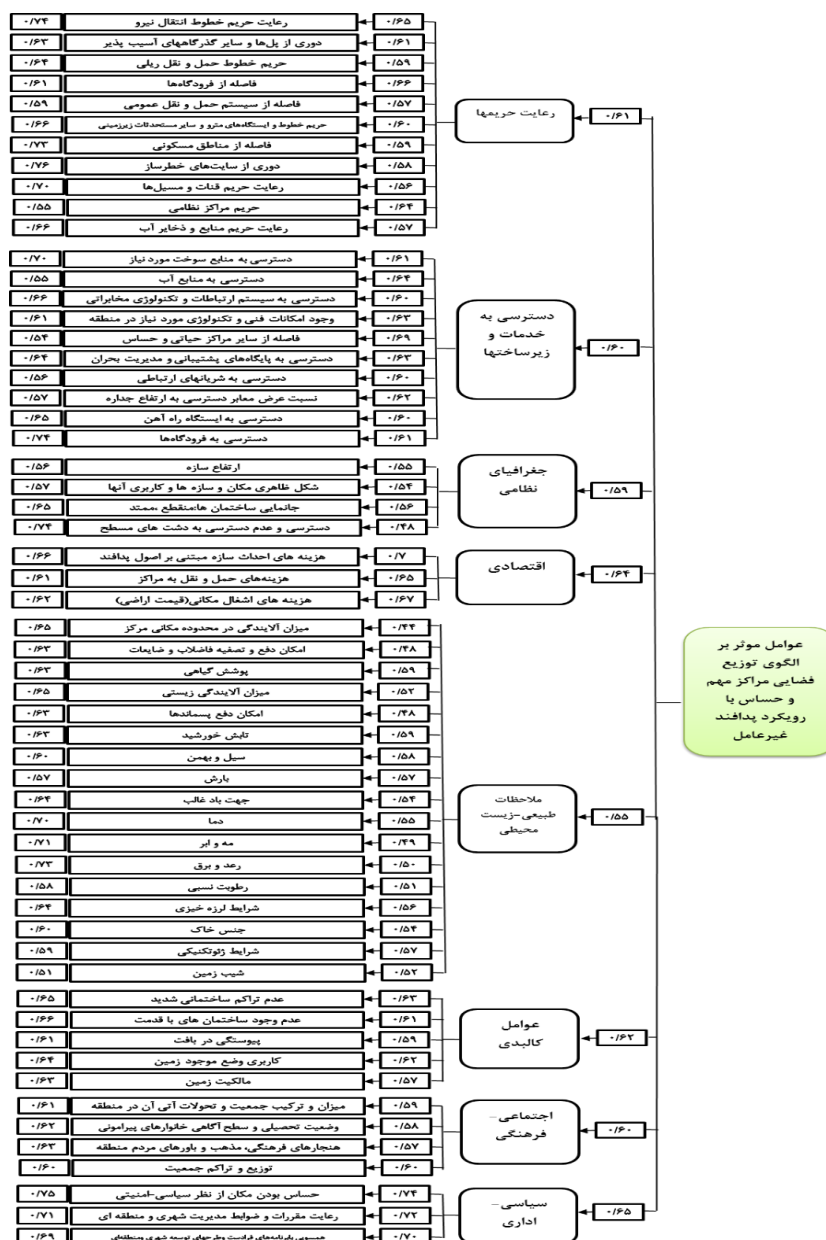 عوامل موثر بر
الگوی توزیع
فضایی مراکز مهم
و حساس با
رویکرد پدافند
غیرعامل
۰/۶۱
رعایت حریمها
۰/۶۵ رعایت حریم خطوط انتقال نیرو ۰/۷۴
۰/۶۱ دوری از پل‌ها و سایر گذرگاههای آسیب پذیر ۰/۶۳
۰/۵۹ حریم خطوط حمل و نقل ریلی ۰/۶۴
۰/۶۶ فاصله از فرودگاه‌ها ۰/۶۱
۰/۵۷ فاصله از سیستم حمل و نقل عمومی ۰/۵۹
۰/۶۰ حریم خطوط و ایستگاه‌های مترو و سایر مستحدثات زیرزمینی ۰/۶۶
۰/۵۹ فاصله از مناطق مسکونی ۰/۷۳
۰/۵۸ دوری از سایت‌های خطرساز ۰/۷۶
۰/۵۶ رعایت حریم قنات و مسیل‌ها ۰/۷۰
۰/۶۴ حریم مراکز نظامی ۰/۵۵
۰/۵۷ رعایت حریم منابع و ذخایر آب ۰/۶۶
۰/۶۰
دسترسی به
خدمات و
زیرساختها
۰/۶۱ دسترسی به منابع سوخت مورد نیاز ۰/۷۰
۰/۶۴ دسترسی به منابع آب ۰/۵۵
۰/۶۰ دسترسی به سیستم ارتباطات و تکنولوژی مخابراتی ۰/۶۶
۰/۶۳ وجود امکانات فنی و تکنولوژی مورد نیاز در منطقه ۰/۶۱
۰/۶۹ فاصله از سایر مراکز حیاتی و حساس ۰/۵۴
۰/۶۳ دسترسی به پایگاه‌های پشتیبانی و مدیریت بحران ۰/۶۴
۰/۶۰ دسترسی به شریانهای ارتباطی ۰/۵۶
۰/۶۲ نسبت عرض معابر دسترسی به ارتفاع جداره ۰/۵۷
۰/۶۰ دسترسی به ایستگاه راه آهن ۰/۶۵
۰/۶۱ دسترسی به فرودگاه‌ها ۰/۷۴
۰/۵۹
جغرافیای
نظامی
۰/۵۵ ارتفاع سازه ۰/۵۶
۰/۵۴ شکل ظاهری مکان و سازه ها و کاربری آنها ۰/۵۷
۰/۵۶ جانمایی ساختمان ها:منقطع ،ممتد ۰/۶۵
۰/۴۸ دسترسی و عدم دسترسی به دشت های مسطح ۰/۷۴
۰/۶۴
اقتصادی
۰/۷ هزینه های احداث سازه مبتنی بر اصول پدافند ۰/۶۶
۰/۶۵ هزینه‌های حمل و نقل به مراکز ۰/۶۱
۰/۶۷ هزینه های اشغال مکانی(قیمت اراضی) ۰/۶۲
۰/۵۵
ملاحظات
طبیعی-زیست
محیطی
۰/۴۴ میزان آلایندگی در محدوده مکانی مرکز ۰/۶۵
۰/۴۸ امکان دفع و تصفیه فاضلاب و ضایعات ۰/۶۳
۰/۵۹ پوشش گیاهی ۰/۶۳
۰/۵۲ میزان آلایندگی زیستی ۰/۶۵
۰/۴۸ امکان دفع پسماندها ۰/۶۳
۰/۵۹ تابش خورشید ۰/۶۳
۰/۵۸ سیل و بهمن ۰/۶۰
۰/۵۷ بارش ۰/۵۷
۰/۵۴ جهت باد غالب ۰/۶۴
۰/۵۵ دما ۰/۷۰
۰/۴۹ مه و ابر ۰/۷۱
۰/۵۰ رعد و برق ۰/۷۳
۰/۵۱ رطوبت نسبی ۰/۵۸
۰/۵۶ شرایط لرزه خیزی ۰/۶۴
۰/۵۴ جنس خاک ۰/۶۰
۰/۵۷ شرایط ژئوتکنیکی ۰/۵۹
۰/۵۲ شیب زمین ۰/۵۱
۰/۶۲
عوامل
کالبدی
۰/۶۳ عدم تراکم ساختمانی شدید ۰/۶۵
۰/۶۱ عدم وجود ساختمان های با قدمت ۰/۶۶
۰/۵۹ پیوستگی در بافت ۰/۶۱
۰/۶۲ کاربری وضع موجود زمین ۰/۶۴
۰/۵۷ مالکیت زمین ۰/۶۳
۰/۶۰
اجتماعی-
فرهنگی
۰/۵۹ میزان و ترکیب جمعیت و تحولات آتی آن در منطقه ۰/۶۱
۰/۵۸ وضعیت تحصیلی و سطح آگاهی خانوارهای پیرامونی ۰/۶۲
۰/۵۷ هنجارهای فرهنگی، مذهب و باورهای مردم منطقه ۰/۶۳
۰/۶۰ توزیع و تراکم جمعیت ۰/۶۰
۰/۶۵
سیاسی-
اداری
۰/۷۴ حساس بودن مکان از نظر سیاسی-امنیتی ۰/۷۵
۰/۷۲ رعایت مقررات و ضوابط مدیریت شهری و منطقه ای ۰/۷۱
۰/۷۰ همسویی بابرنامه‌های فرادست وطرحهای توسعه شهری ومنطقه‌ای ۰/۶۹